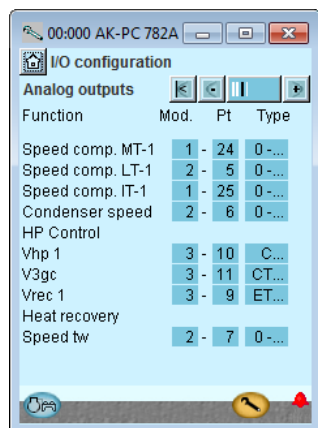 00:000 AK-PC 782A
I/O configuration
Analog outputs
Function Mod. Pt Type
Speed comp. MT-1 1 - 24 0 -...
Speed comp. LT-1 2 - 5 0 -...
Speed comp. IT-1 1 - 25 0 -...
Condenser speed 2 - 6 0 -...
HP Control
Vhp 1 3 - 10 C...
V3gc 3 - 11 CT...
Vrec 1 3 - 9 ET...
Heat recovery
Speed tw 2 - 7 0 -...